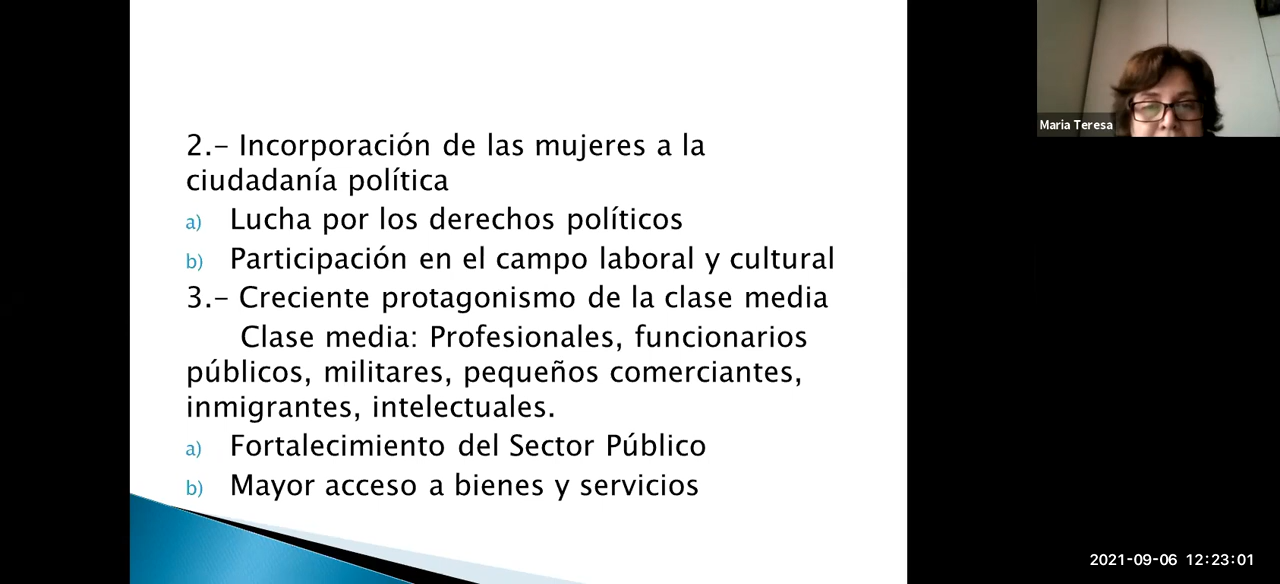 2.- Incorporación de las mujeres a la
ciudadanía política
a) Lucha por los derechos políticos
b) Participación en el campo laboral y cultural
3.- Creciente protagonismo de la clase media
Clase media: Profesionales, funcionarios
públicos, militares, pequeños comerciantes,
inmigrantes, intelectuales.
a) Fortalecimiento del Sector Público
b) Mayor acceso a bienes y servicios
Maria Teresa
2021-09-06 12:23:01